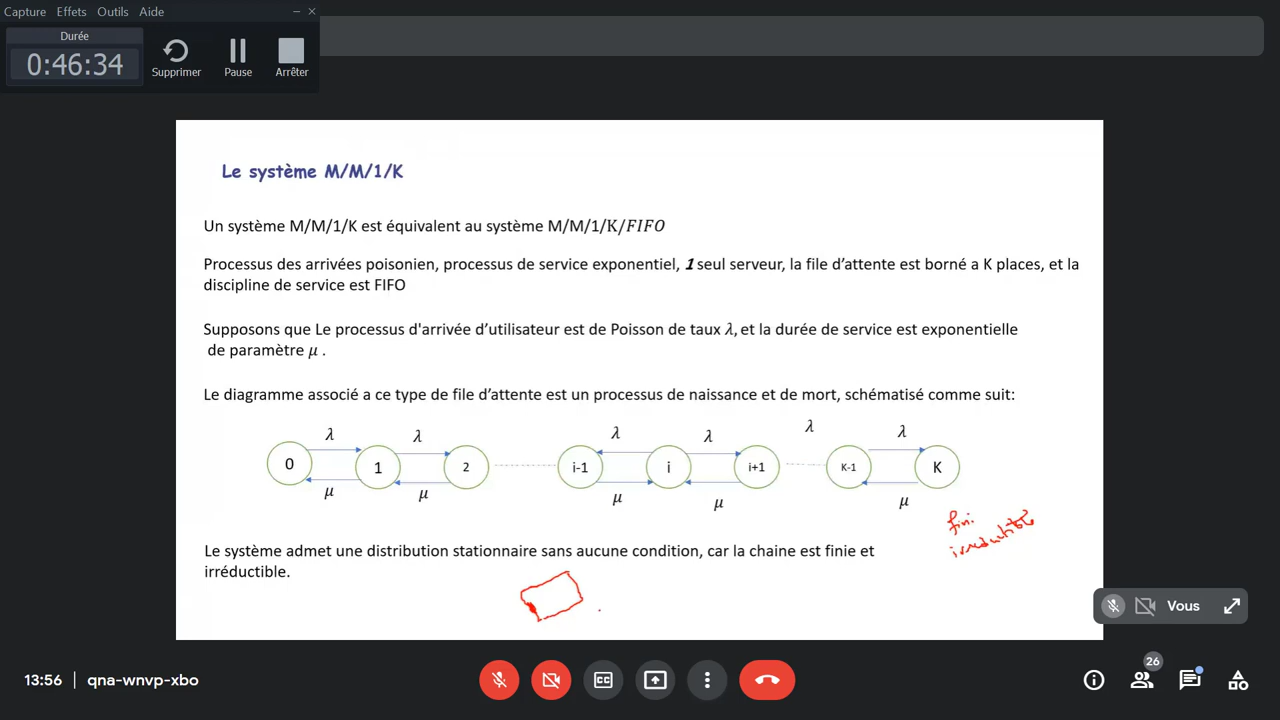 Capture Effets Outils Aide
Durée
0:46:34
Supprimer Pause Arrêter
Le système M/M/1/K
Un système M/M/1/K est équivalent au système M/M/1/K/FIFO
Processus des arrivées poisonien, processus de service exponentiel, 1 seul serveur, la file d’attente est borné a K places, et la
discipline de service est FIFO
Supposons que Le processus d'arrivée d’utilisateur est de Poisson de taux λ, et la durée de service est exponentielle
de paramètre μ .
Le diagramme associé a ce type de file d’attente est un processus de naissance et de mort, schématisé comme suit:
λ λ λ λ λ λ
0 1 2 i-1 i i+1 K-1 K
μ μ μ μ μ
fini
irréductible
Le système admet une distribution stationnaire sans aucune condition, car la chaine est finie et
irréductible.
Vous
13:56 | qna-wnvp-xbo
26